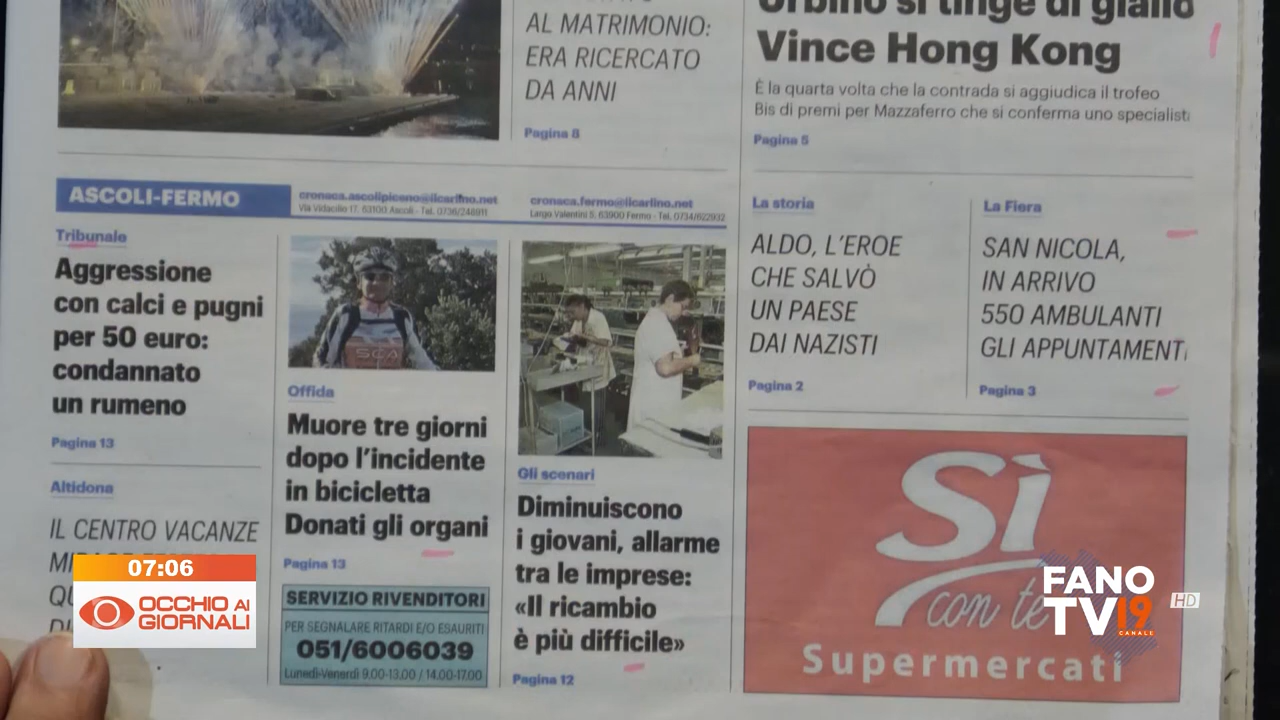 AL MATRIMONIO:
ERA RICERCATO
DA ANNI
Pagina 8
Urbino si tinge di giallo
Vince Hong Kong
È la quarta volta che la contrada si aggiudica il trofeo
Bis di premi per Mazzaferro che si conferma uno specialist
Pagina 5
ASCOLI-FERMO
cronaca.ascolipiceno@ilcarlino.net
Via Vidacilio 17, 63100 Ascoli - Tel. 0736/248911
cronaca.fermo@ilcarlino.net
Largo Valentini 5, 63900 Fermo - Tel. 0734/622932
Tribunale
Aggressione
con calci e pugni
per 50 euro:
condannato
un rumeno
Pagina 13
Altidona
IL CENTRO VACANZE
Offida
Muore tre giorni
dopo l'incidente
in bicicletta
Donati gli organi
Pagina 13
SERVIZIO RIVENDITORI
PER SEGNALARE RITARDI E/O ESAURITI
051/6006039
Lunedì-Venerdì 9.00-13.00 / 14.00-17.00
SCA
Gli scenari
Diminuiscono
i giovani, allarme
tra le imprese:
«Il ricambio
è più difficile»
Pagina 12
La storia
ALDO, L'EROE
CHE SALVÒ
UN PAESE
DAI NAZISTI
Pagina 2
La Fiera
SAN NICOLA,
IN ARRIVO
550 AMBULANTI
GLI APPUNTAMENTI
Pagina 3
Sì
con te
Supermercati
07:06
OCCHIO AI
GIORNALI
FANO
TV19
CANALE
HD